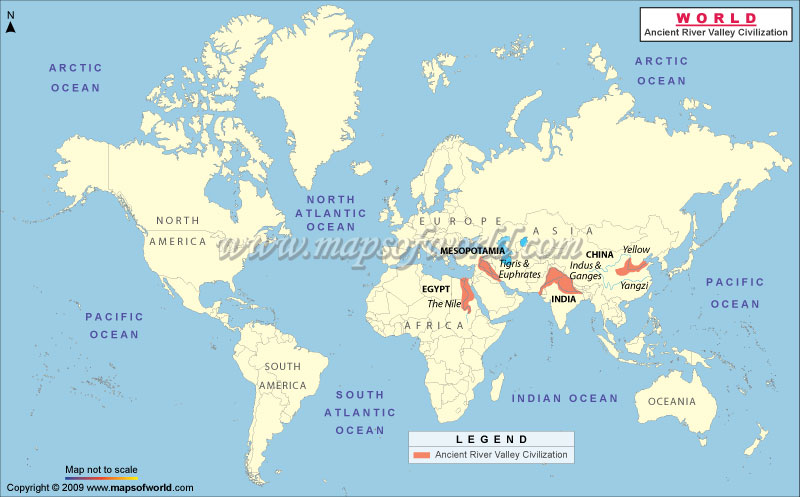 N
WORLD
Ancient River Valley Civilization
ARCTIC
OCEAN
ARCTIC
OCEAN
NORTH
AMERICA
NORTH
ATLANTIC
OCEAN
EUROPE
ASIA
www.mapsofworld.com
MESOPOTAMIA
Tigris &
Euphrates
CHINA
Yellow
Indus &
Ganges
Yangzi
EGYPT
The Nile
INDIA
PACIFIC
OCEAN
PACIFIC
OCEAN
AFRICA
SOUTH
AMERICA
SOUTH
ATLANTIC
OCEAN
INDIAN OCEAN
OCEANIA
LEGEND
Ancient River Valley Civilization
Map not to scale
Copyright © 2009 www.mapsofworld.com